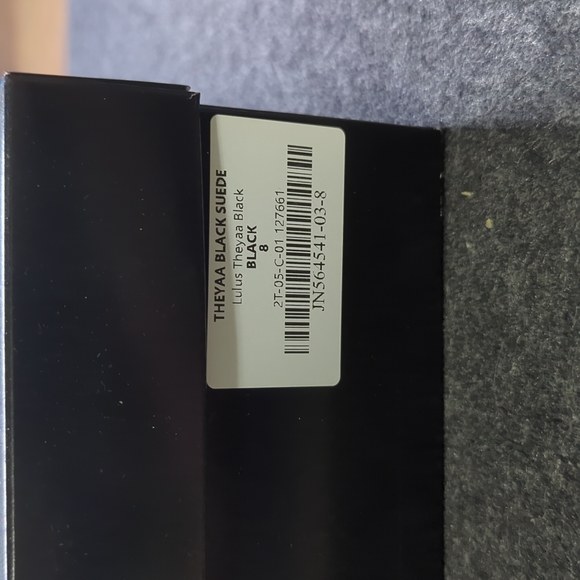 THEYAA BLACK SUEDE
Lulus Theyaa Black
BLACK
8
2T-05-C-01 127661
JN564541-03-8